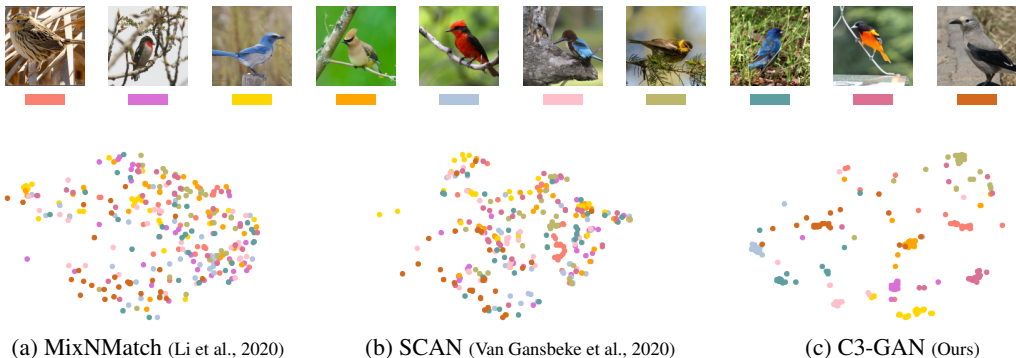 (a) MixNMatch (Li et al., 2020)
(b) SCAN (Van Gansbeke et al., 2020)
(c) C3-GAN (Ours)